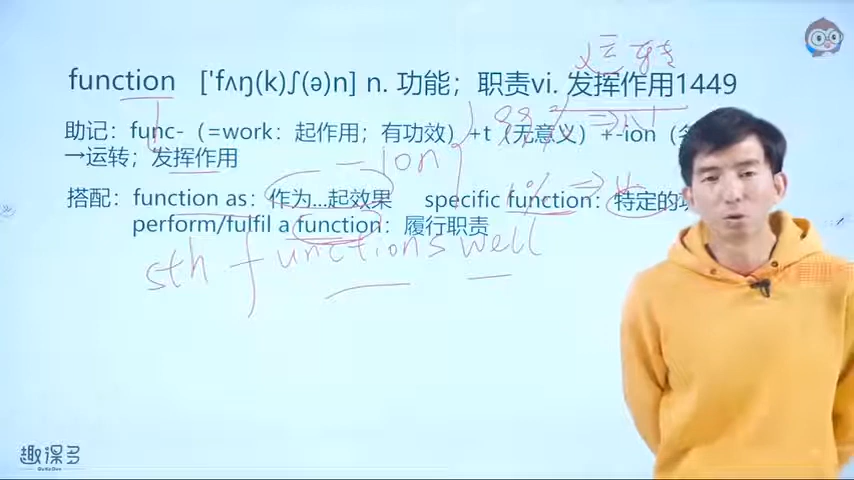 运转
function ['fʌŋ(k)ʃ(ə)n] n. 功能；职责vi. 发挥作用1449
99% => n
助记：func-（=work：起作用；有功效）+t（无意义）+-ion（
→运转；发挥作用
-ion
1% =>
搭配：function as：作为…起效果 specific function：特定的
perform/fulfil a function：履行职责
sth functions well
趣课多